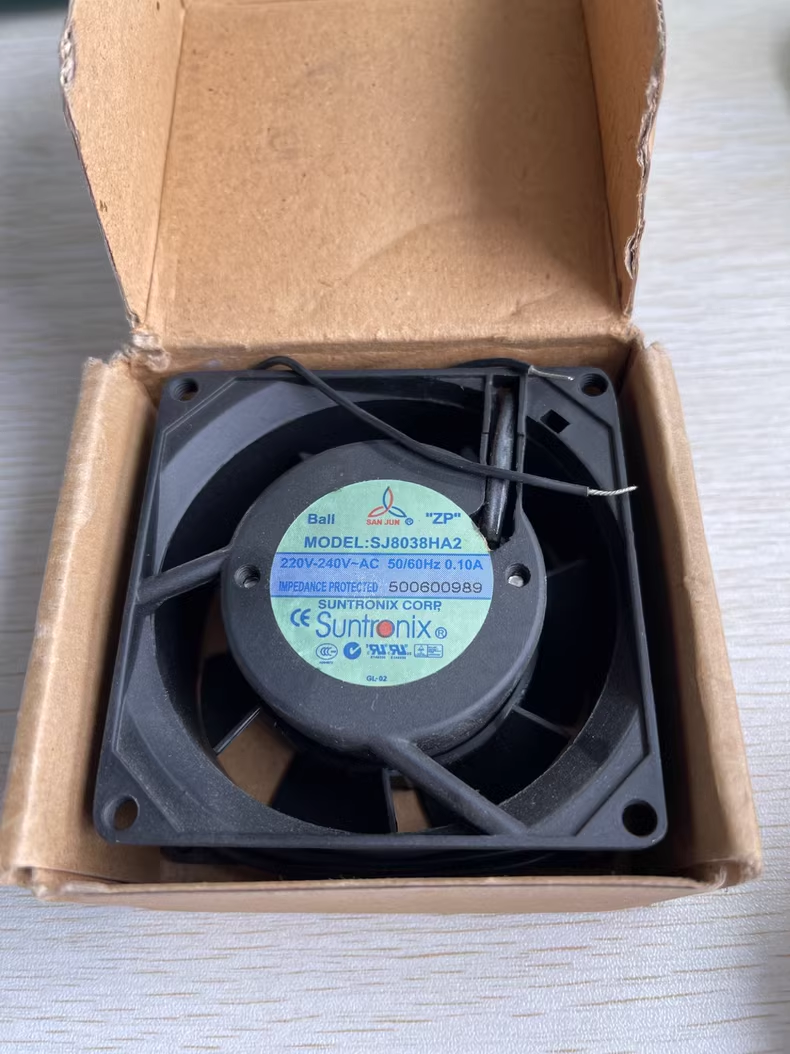 Ball SAN JUN ® "ZP"
MODEL:SJ8038HA2
220V-240V~AC 50/60Hz 0.10A
IMPEDANCE PROTECTED 500600989
SUNTRONIX CORP.
CE Suntronix ®
GL-02